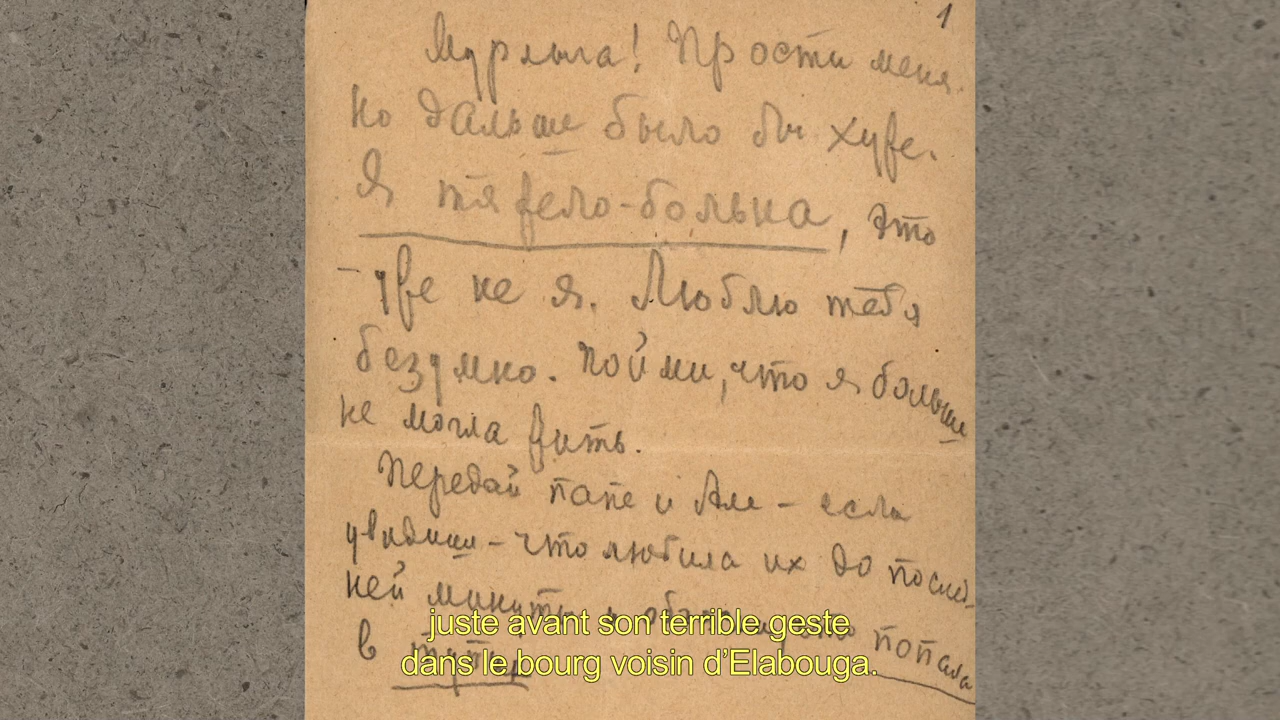 1
Мурлыга! Прости меня.
Но дальше было бы хуже.
Я тяжело-больна, это
– уже не я. Люблю тебя
безумно. Пойми, что я больше
не могла жить.
Передай папе и Але – если
увидишь – что любила их до послед-
ней минуты и попала
в тупик
juste avant son terrible geste
dans le bourg voisin d'Elabouga.